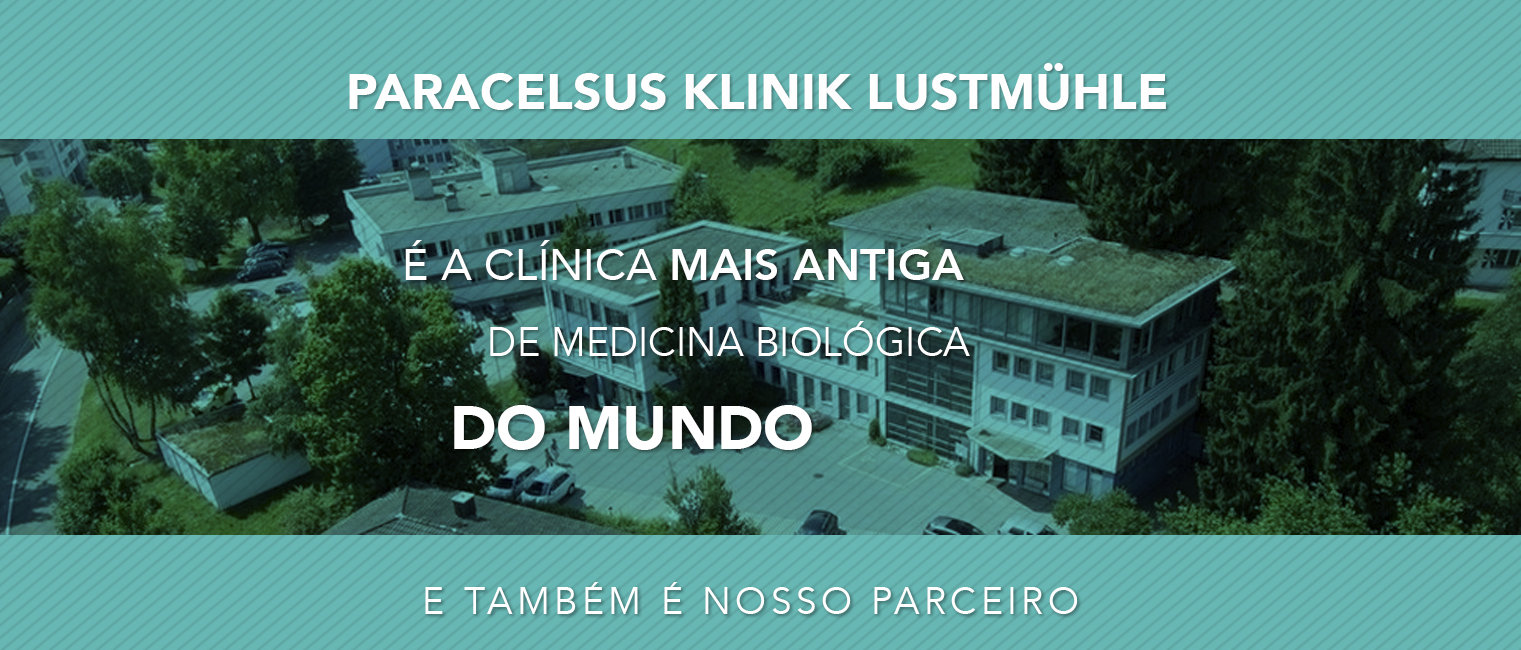 PARACELSUS KLINIK LUSTMÜHLE
É A CLÍNICA MAIS ANTIGA
DE MEDICINA BIOLÓGICA
DO MUNDO
E TAMBÉM É NOSSO PARCEIRO